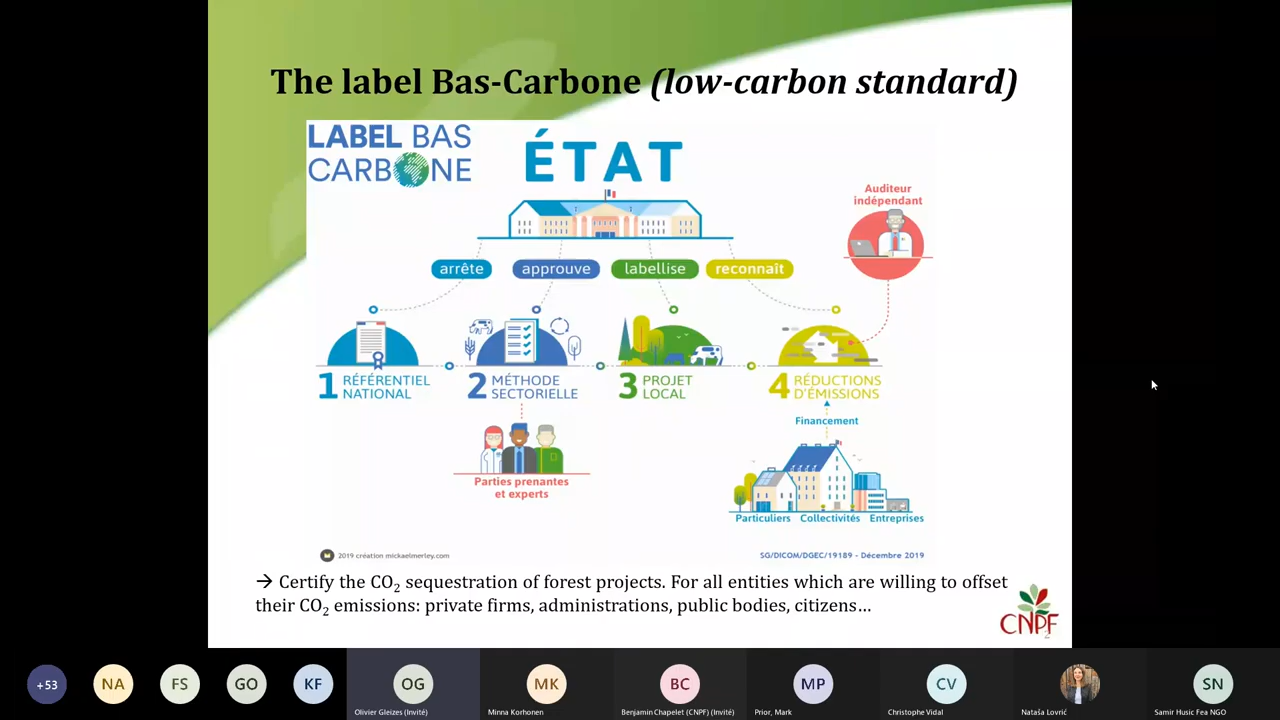 The label Bas-Carbone (low-carbon standard)
LABEL BAS
CARBONE
ÉTAT
Auditeur
indépendant
arrête
approuve
labellise
reconnaît
1 RÉFÉRENTIEL
NATIONAL
2 MÉTHODE
SECTORIELLE
3 PROJET
LOCAL
4 RÉDUCTIONS
D'ÉMISSIONS
Financement
Parties prenantes
et experts
Particuliers Collectivités Entreprises
2019 création mickaelmerley.com
SG/DICOM/DGEC/19189 - Décembre 2019
→ Certify the CO₂ sequestration of forest projects. For all entities which are willing to offset
their CO₂ emissions: private firms, administrations, public bodies, citizens…
CNPF
2
+53
NA
FS
GO
KF
OG
MK
BC
MP
CV
SN
Olivier Gleizes (Invité)
Minna Korhonen
Benjamin Chapelet (CNPF) (Invité)
Prior, Mark
Christophe Vidal
Nataša Lovrić
Samir Husic Fea NGO